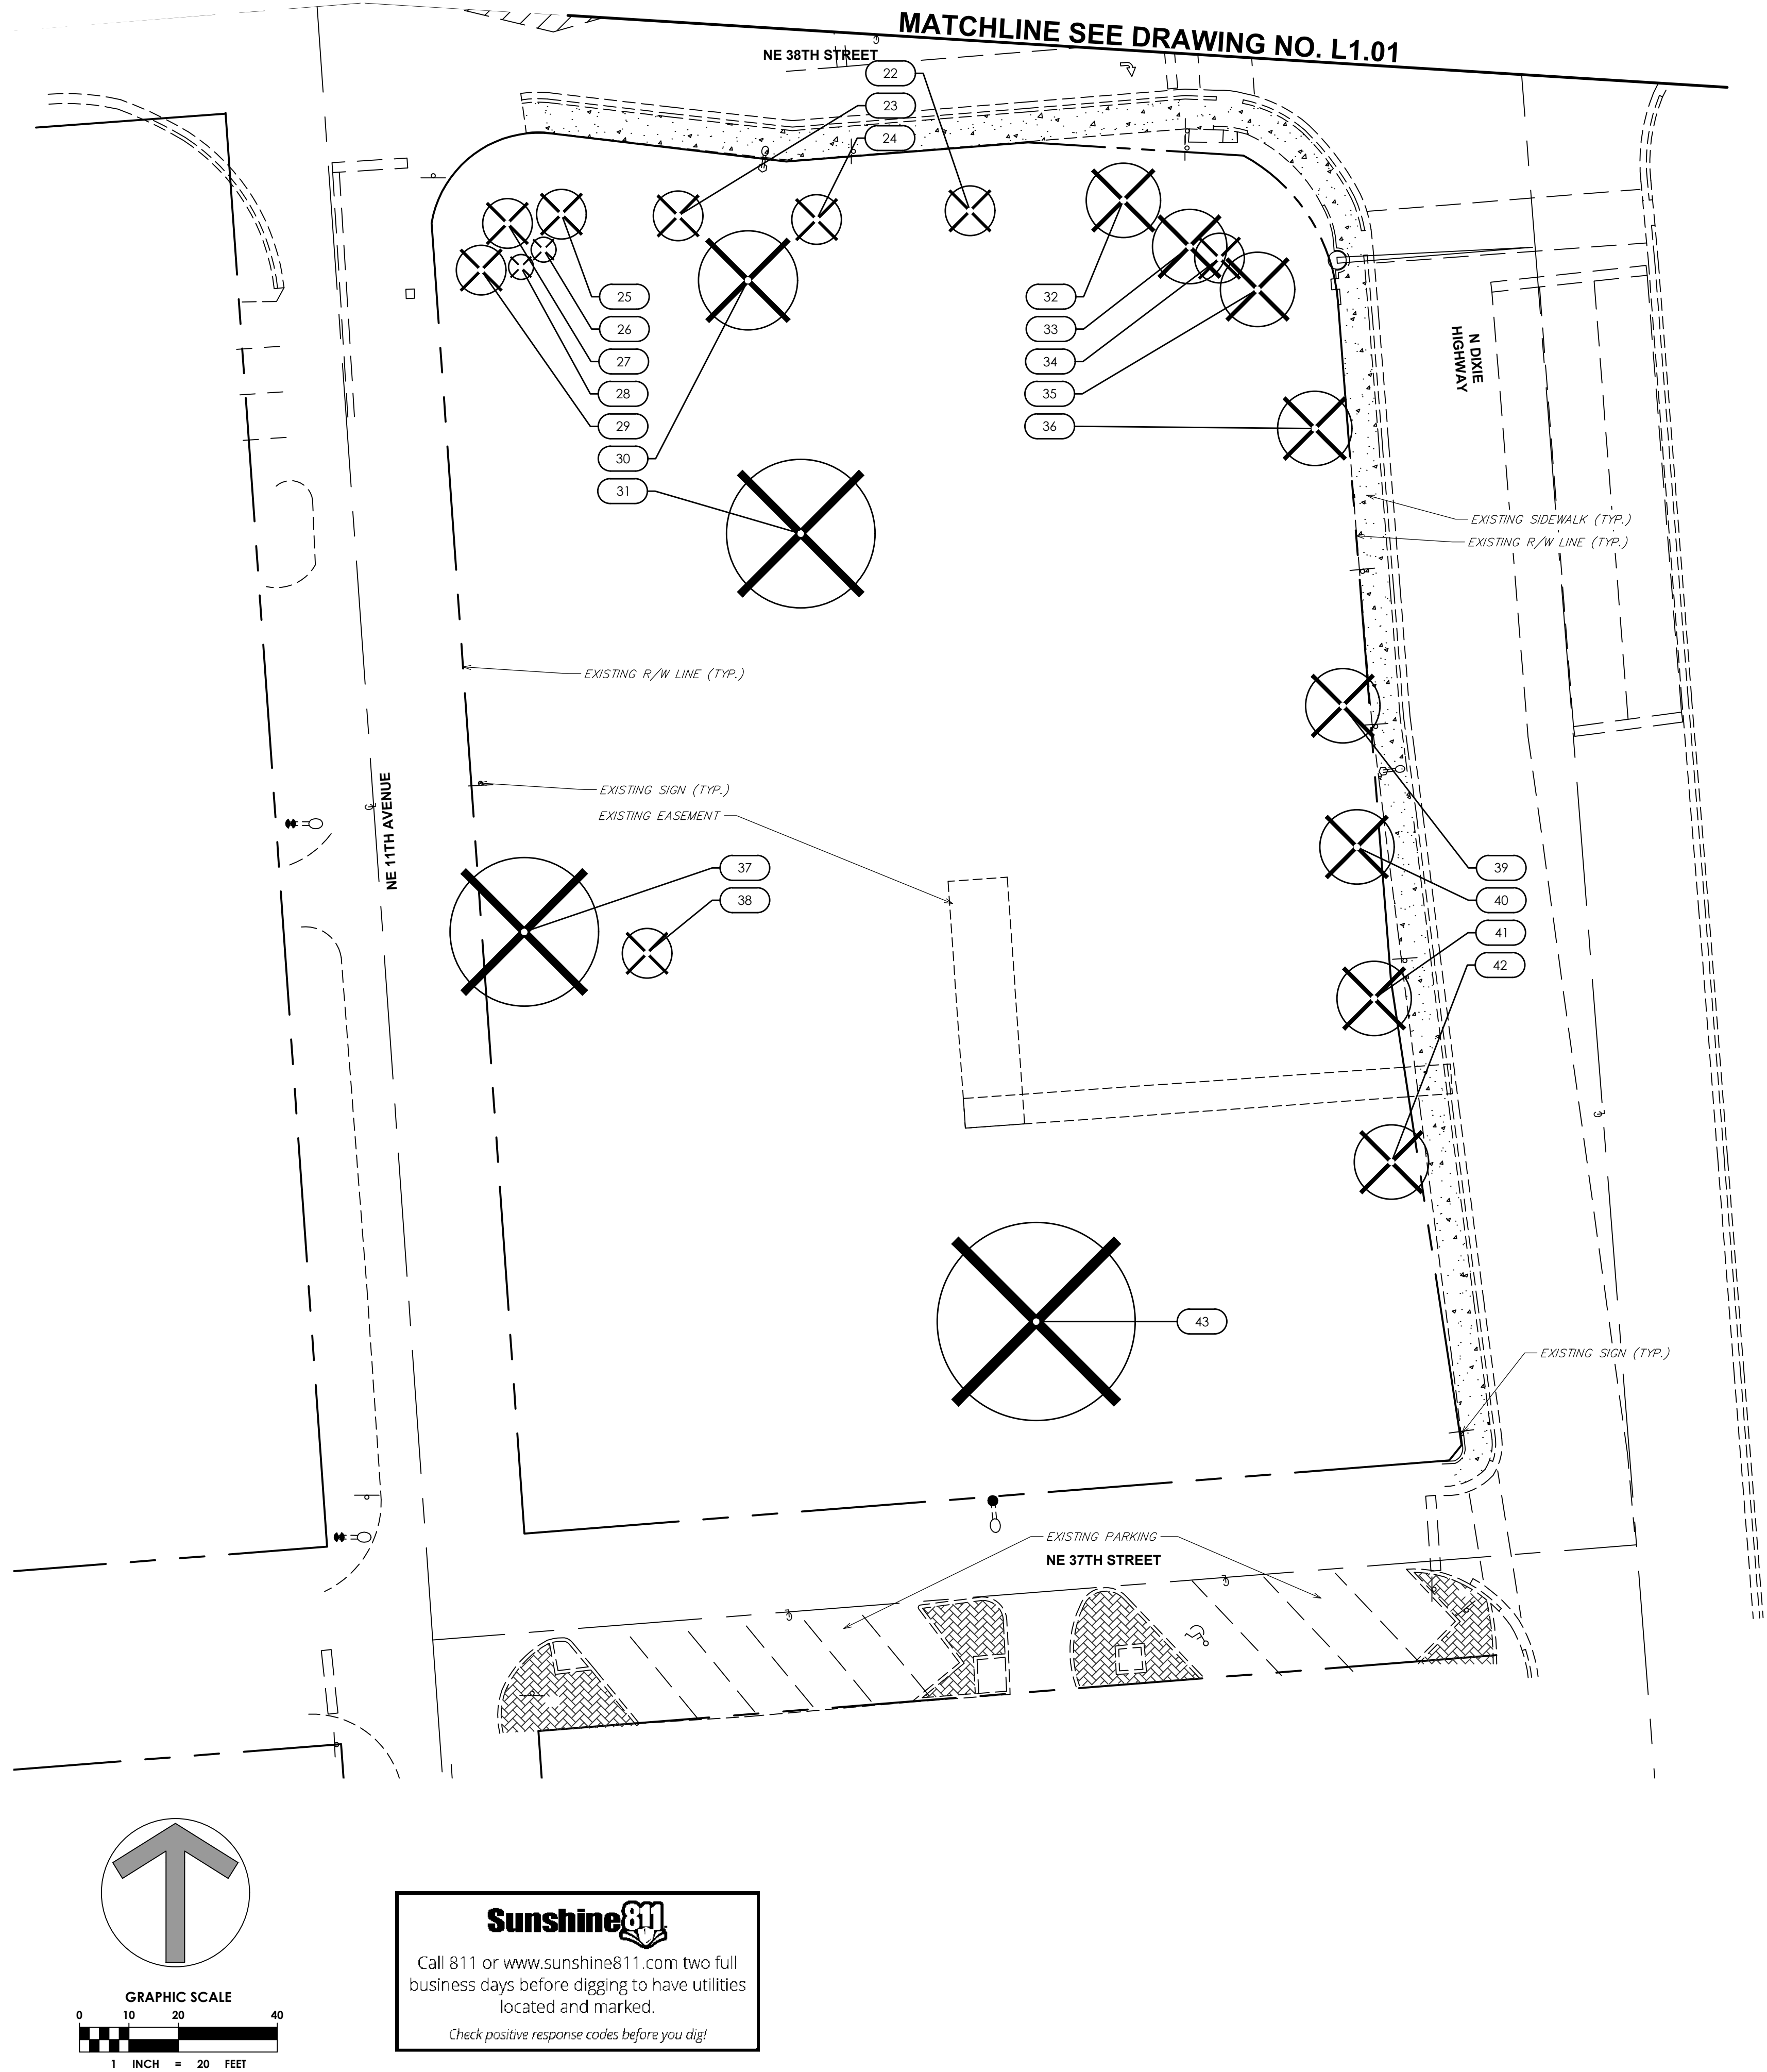 MATCHLINE SEE DRAWING NO. L1.01
NE 38TH STREET
22
23
24
25
26
27
28
29
30
31
32
33
34
35
36
N DIXIE
HIGHWAY
EXISTING SIDEWALK (TYP.)
EXISTING R/W LINE (TYP.)
EXISTING R/W LINE (TYP.)
EXISTING SIGN (TYP.)
EXISTING EASEMENT
NE 11TH AVENUE
37
38
39
40
41
42
43
EXISTING SIGN (TYP.)
EXISTING PARKING
NE 37TH STREET
GRAPHIC SCALE
0 10 20 40
1 INCH = 20 FEET
Sunshine 811
Call 811 or www.sunshine811.com two full
business days before digging to have utilities
located and marked.
Check positive response codes before you dig!